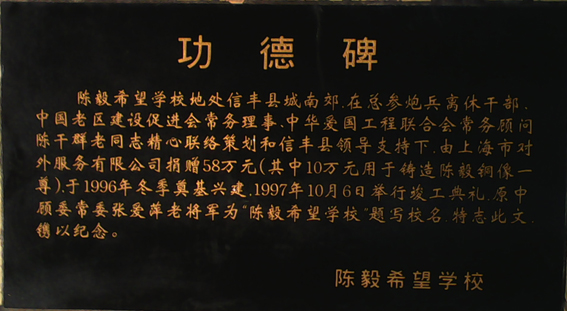 功德碑
陈毅希望学校地处信丰县城南郊.在总参炮兵离休干部.
中国老区建设促进会常务理事.中华爱国工程联合会常务顾问
陈干群老同志精心联络策划和信丰县领导支持下.由上海市对
外服务有限公司捐赠58万元(其中10万元用于铸造陈毅铜像一
尊).于1996年冬季奠基兴建.1997年10月6日举行竣工典礼.原中
顾委常委张爱萍老将军为“陈毅希望学校”题写校名.特志此文.
镌以纪念。
陈毅希望学校